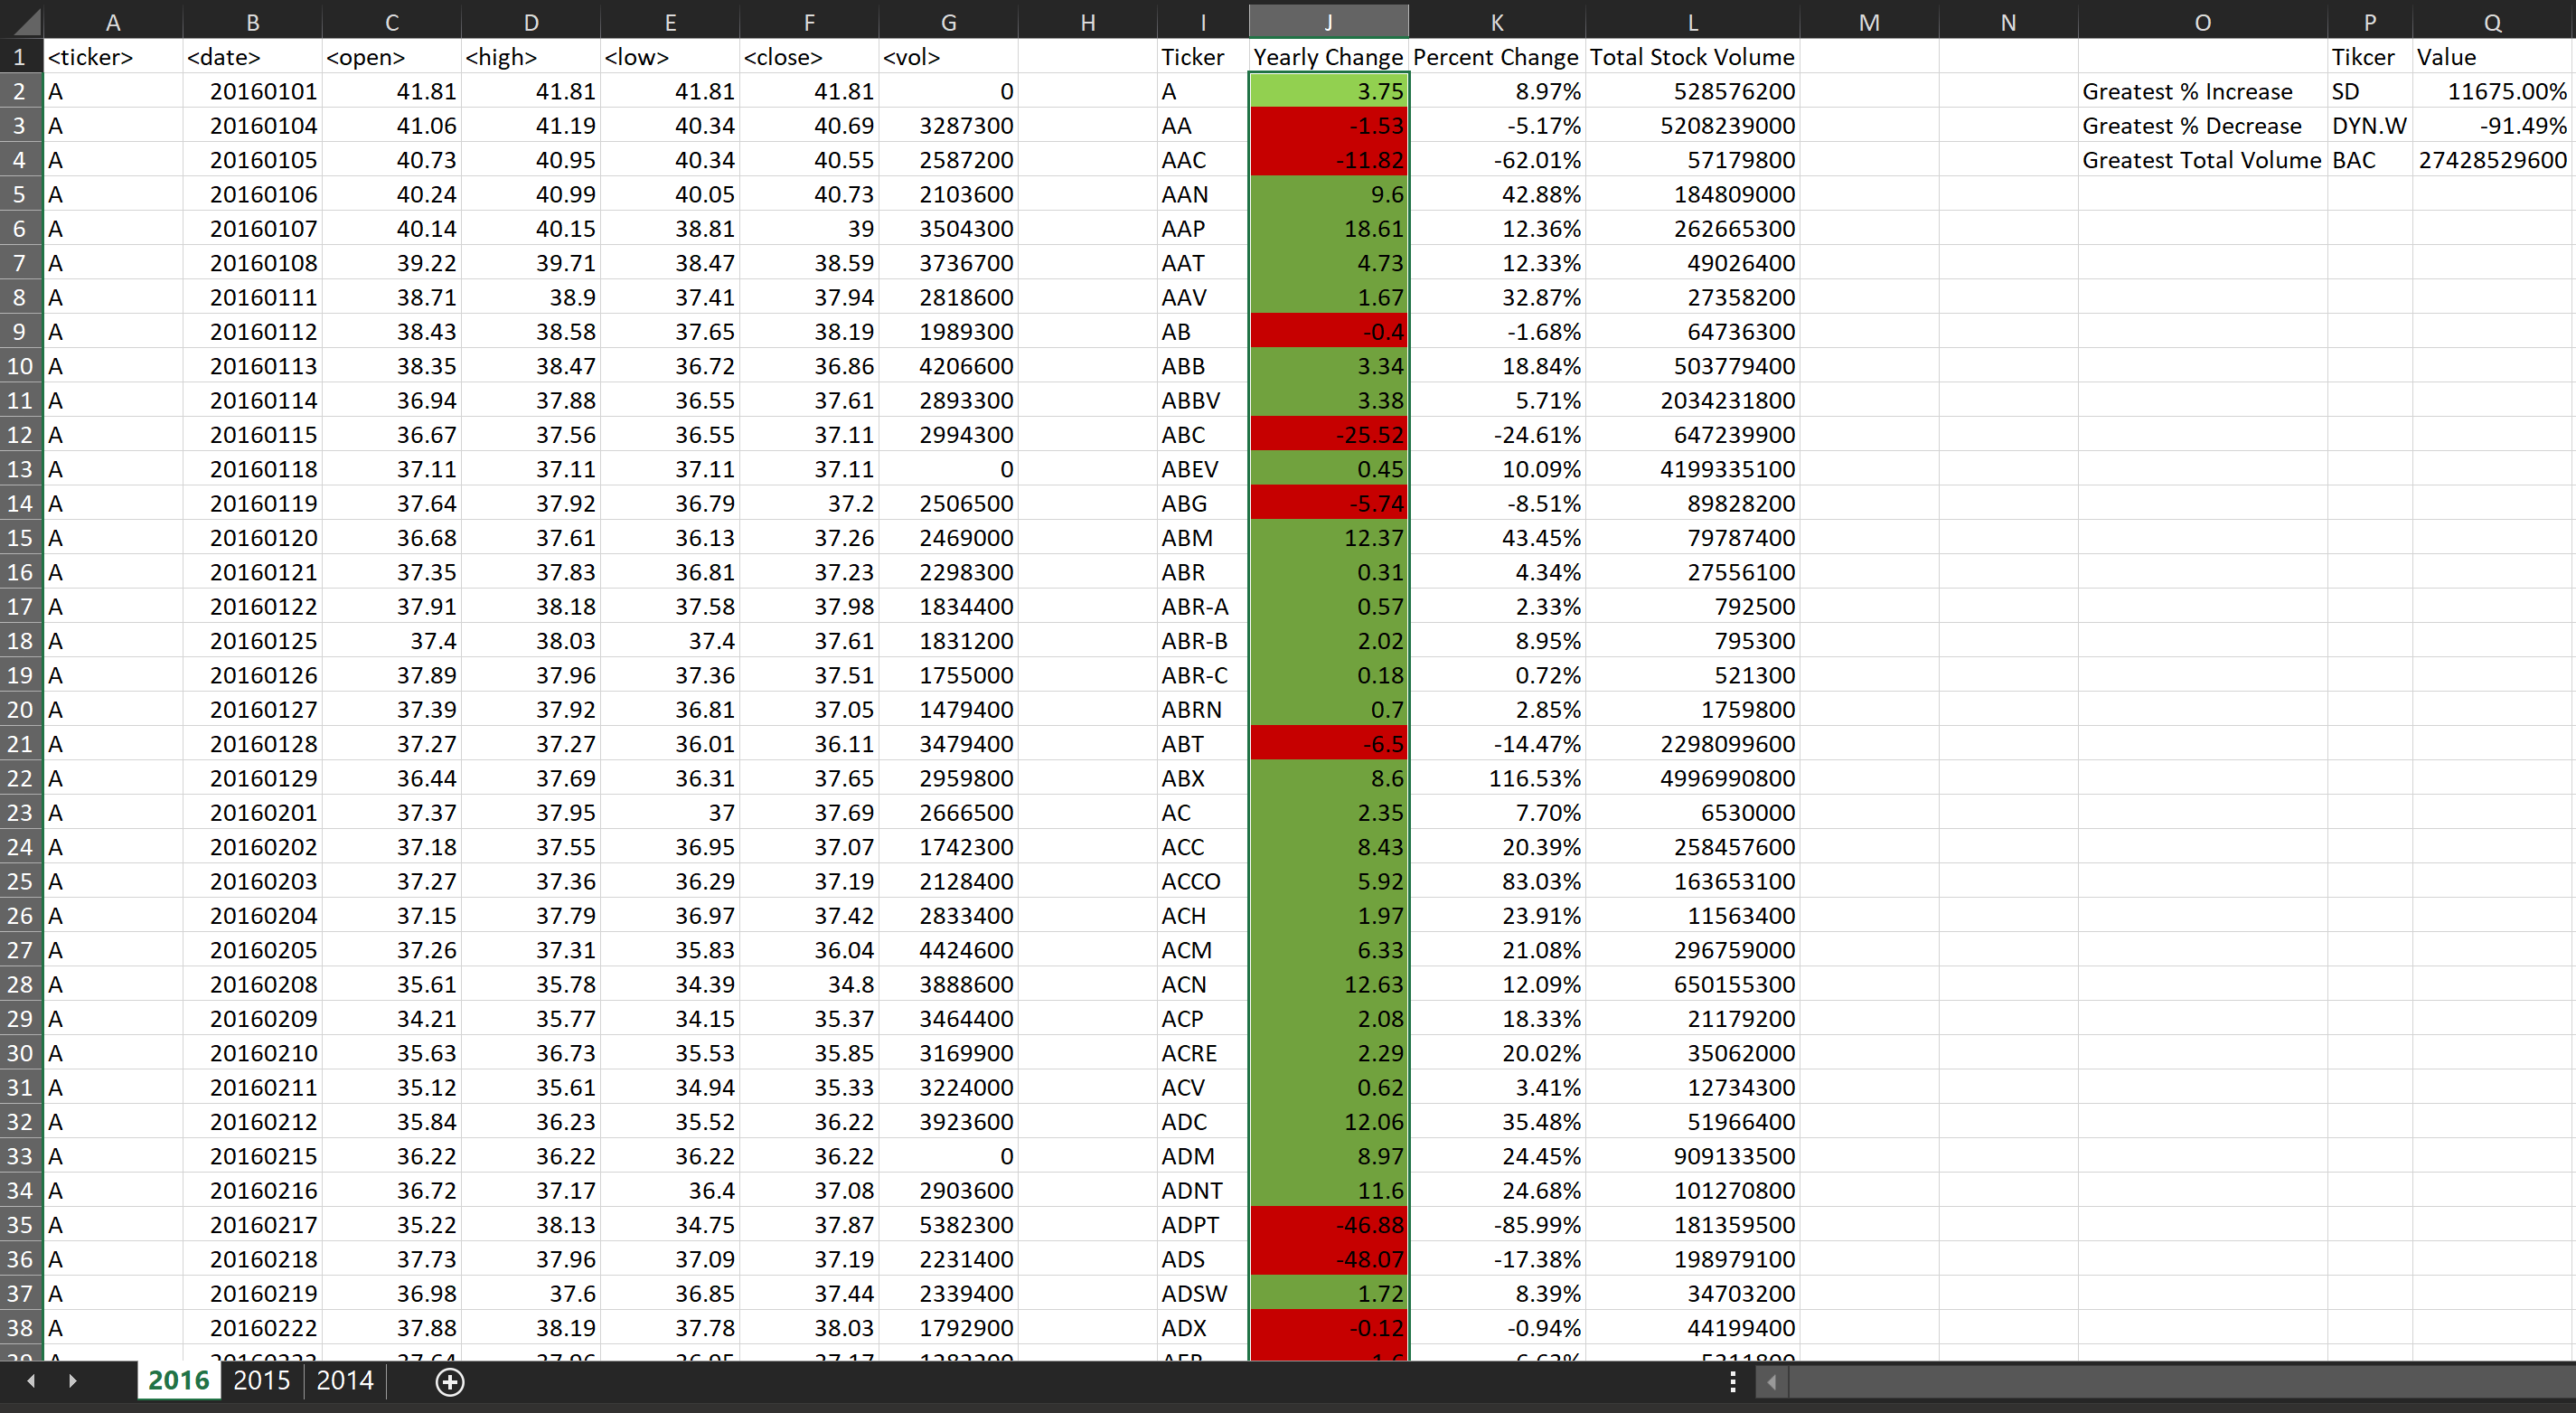 A B C D E F G H I J K L M N O P Q
1 <ticker> <date> <open> <high> <low> <close> <vol> Ticker Yearly Change Percent Change Total Stock Volume Tikcer Value
2 A 20160101 41.81 41.81 41.81 41.81 0 A 3.75 8.97% 528576200 Greatest % Increase SD 11675.00%
3 A 20160104 41.06 41.19 40.34 40.69 3287300 AA -1.53 -5.17% 5208239000 Greatest % Decrease DYN.W -91.49%
4 A 20160105 40.73 40.95 40.34 40.55 2587200 AAC -11.82 -62.01% 57179800 Greatest Total Volume BAC 27428529600
5 A 20160106 40.24 40.99 40.05 40.73 2103600 AAN 9.6 42.88% 184809000
6 A 20160107 40.14 40.15 38.81 39 3504300 AAP 18.61 12.36% 262665300
7 A 20160108 39.22 39.71 38.47 38.59 3736700 AAT 4.73 12.33% 49026400
8 A 20160111 38.71 38.9 37.41 37.94 2818600 AAV 1.67 32.87% 27358200
9 A 20160112 38.43 38.58 37.65 38.19 1989300 AB -0.4 -1.68% 64736300
10 A 20160113 38.35 38.47 36.72 36.86 4206600 ABB 3.34 18.84% 503779400
11 A 20160114 36.94 37.88 36.55 37.61 2893300 ABBV 3.38 5.71% 2034231800
12 A 20160115 36.67 37.56 36.55 37.11 2994300 ABC -25.52 -24.61% 647239900
13 A 20160118 37.11 37.11 37.11 37.11 0 ABEV 0.45 10.09% 4199335100
14 A 20160119 37.64 37.92 36.79 37.2 2506500 ABG -5.74 -8.51% 89828200
15 A 20160120 36.68 37.61 36.13 37.26 2469000 ABM 12.37 43.45% 79787400
16 A 20160121 37.35 37.83 36.81 37.23 2298300 ABR 0.31 4.34% 27556100
17 A 20160122 37.91 38.18 37.58 37.98 1834400 ABR-A 0.57 2.33% 792500
18 A 20160125 37.4 38.03 37.4 37.61 1831200 ABR-B 2.02 8.95% 795300
19 A 20160126 37.89 37.96 37.36 37.51 1755000 ABR-C 0.18 0.72% 521300
20 A 20160127 37.39 37.92 36.81 37.05 1479400 ABRN 0.7 2.85% 1759800
21 A 20160128 37.27 37.27 36.01 36.11 3479400 ABT -6.5 -14.47% 2298099600
22 A 20160129 36.44 37.69 36.31 37.65 2959800 ABX 8.6 116.53% 4996990800
23 A 20160201 37.37 37.95 37 37.69 2666500 AC 2.35 7.70% 6530000
24 A 20160202 37.18 37.55 36.95 37.07 1742300 ACC 8.43 20.39% 258457600
25 A 20160203 37.27 37.36 36.29 37.19 2128400 ACCO 5.92 83.03% 163653100
26 A 20160204 37.15 37.79 36.97 37.42 2833400 ACH 1.97 23.91% 11563400
27 A 20160205 37.26 37.31 35.83 36.04 4424600 ACM 6.33 21.08% 296759000
28 A 20160208 35.61 35.78 34.39 34.8 3888600 ACN 12.63 12.09% 650155300
29 A 20160209 34.21 35.77 34.15 35.37 3464400 ACP 2.08 18.33% 21179200
30 A 20160210 35.63 36.73 35.53 35.85 3169900 ACRE 2.29 20.02% 35062000
31 A 20160211 35.12 35.61 34.94 35.33 3224000 ACV 0.62 3.41% 12734300
32 A 20160212 35.84 36.23 35.52 36.22 3923600 ADC 12.06 35.48% 51966400
33 A 20160215 36.22 36.22 36.22 36.22 0 ADM 8.97 24.45% 909133500
34 A 20160216 36.72 37.17 36.4 37.08 2903600 ADNT 11.6 24.68% 101270800
35 A 20160217 35.22 38.13 34.75 37.87 5382300 ADPT -46.88 -85.99% 181359500
36 A 20160218 37.73 37.96 37.09 37.19 2231400 ADS -48.07 -17.38% 198979100
37 A 20160219 36.98 37.6 36.85 37.44 2339400 ADSW 1.72 8.39% 34703200
38 A 20160222 37.88 38.19 37.78 38.03 1792900 ADX -0.12 -0.94% 44199400
2016 2015 2014